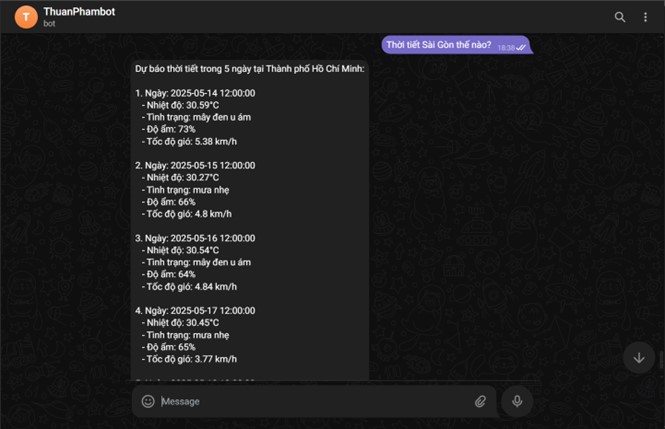 T
ThuanPhambot
bot
Thời tiết Sài Gòn thế nào? 18:38
Dự báo thời tiết trong 5 ngày tại Thành phố Hồ Chí Minh:
1. Ngày: 2025-05-14 12:00:00
- Nhiệt độ: 30.59°C
- Tình trạng: mây đen u ám
- Độ ẩm: 73%
- Tốc độ gió: 5.38 km/h
2. Ngày: 2025-05-15 12:00:00
- Nhiệt độ: 30.27°C
- Tình trạng: mưa nhẹ
- Độ ẩm: 66%
- Tốc độ gió: 4.8 km/h
3. Ngày: 2025-05-16 12:00:00
- Nhiệt độ: 30.54°C
- Tình trạng: mây đen u ám
- Độ ẩm: 64%
- Tốc độ gió: 4.84 km/h
4. Ngày: 2025-05-17 12:00:00
- Nhiệt độ: 30.45°C
- Tình trạng: mưa nhẹ
- Độ ẩm: 65%
- Tốc độ gió: 3.77 km/h
Message